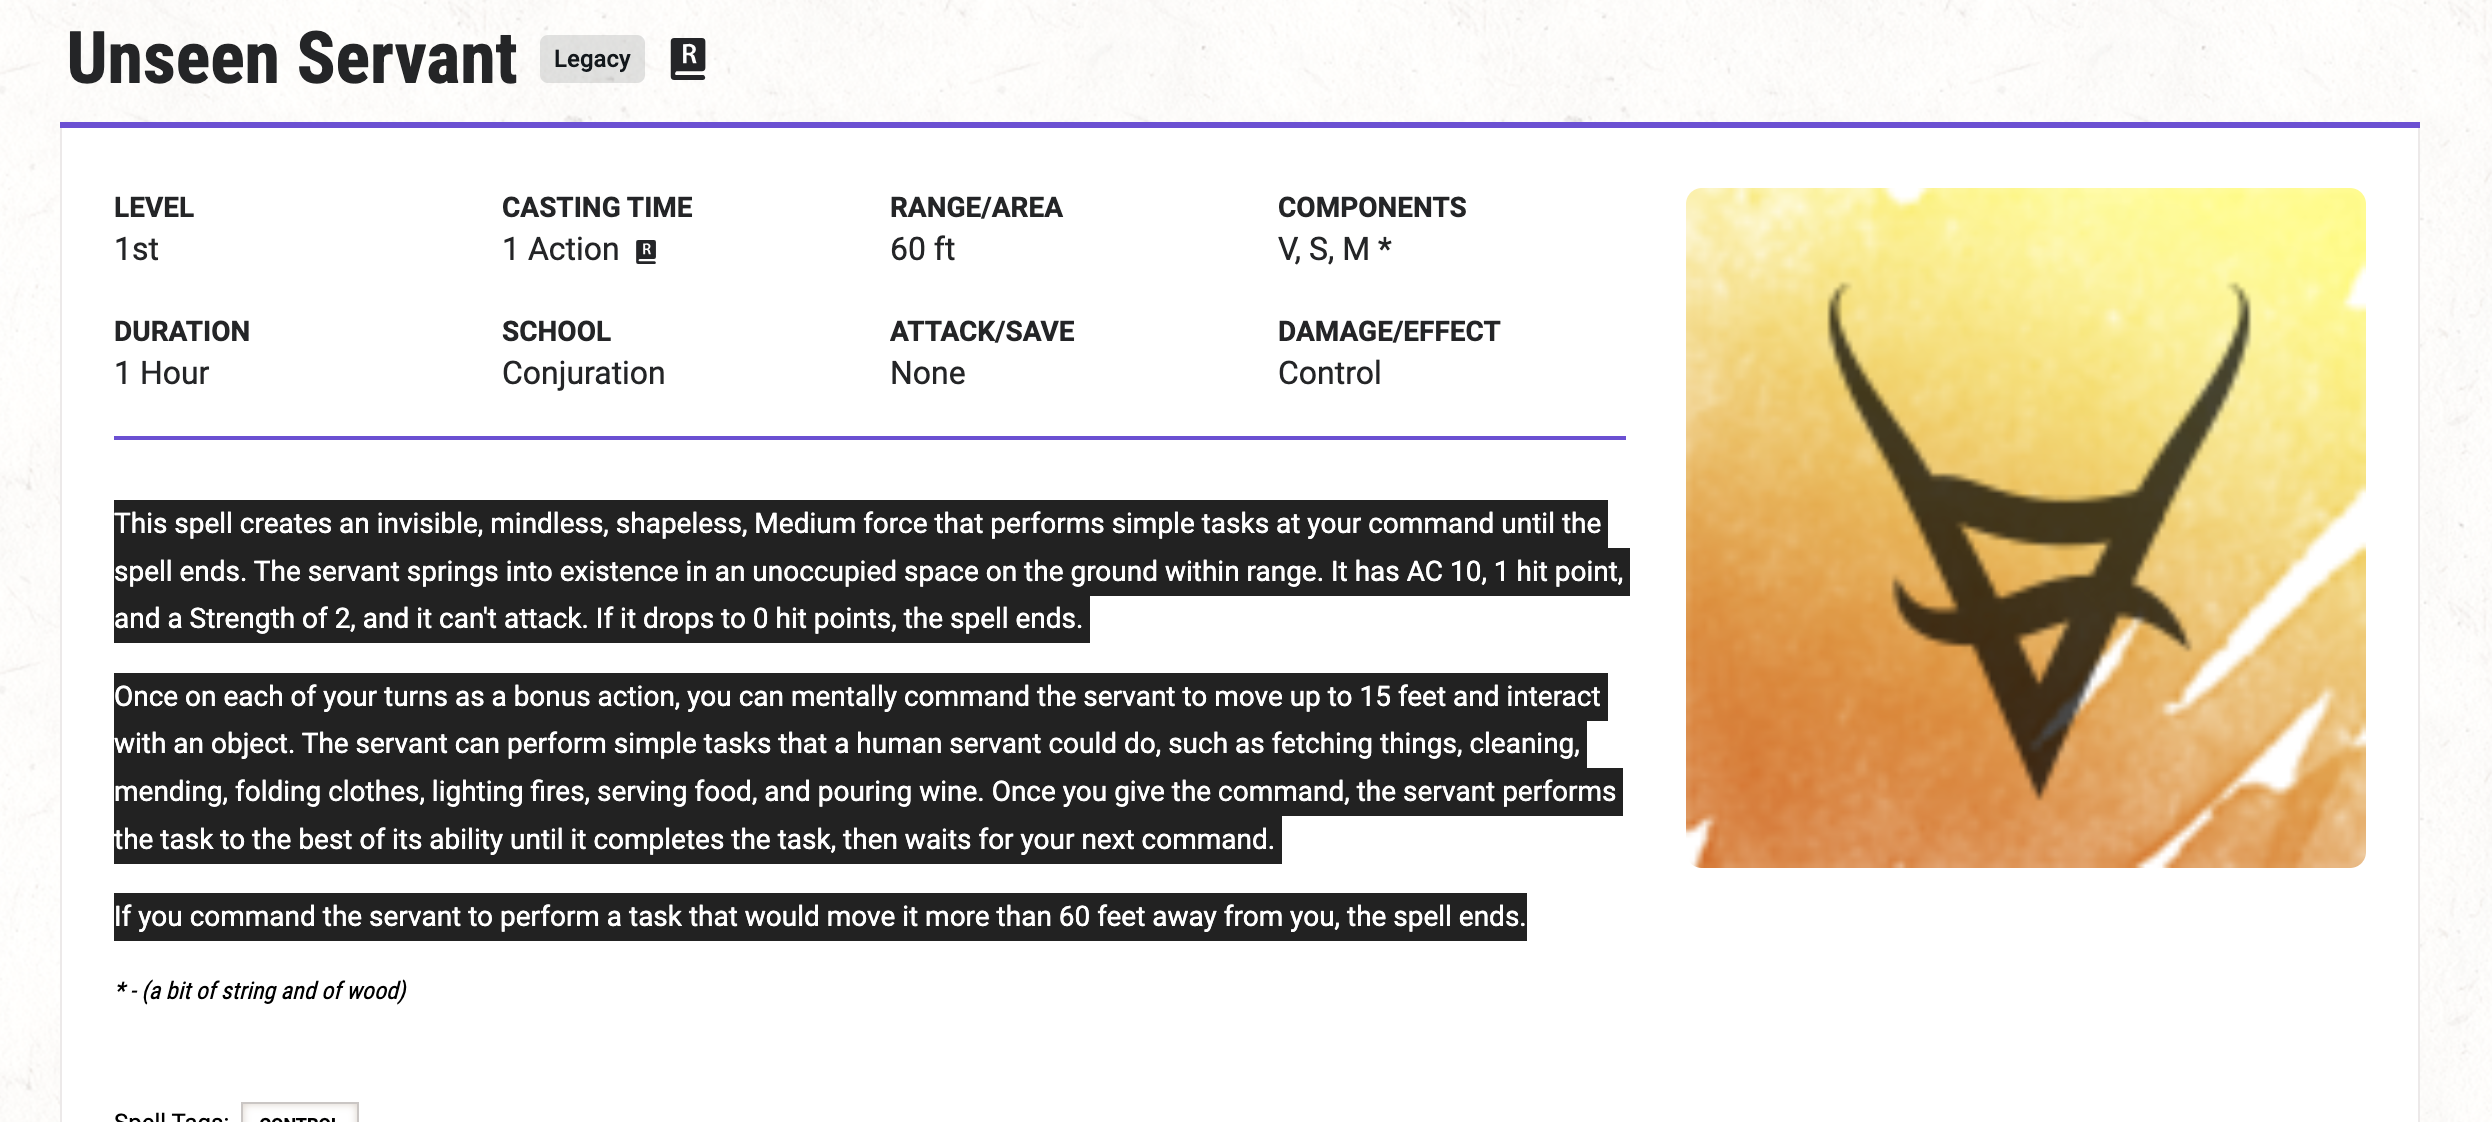 Unseen Servant Legacy R
LEVEL
1st
CASTING TIME
1 Action R
RANGE/AREA
60 ft
COMPONENTS
V, S, M *
DURATION
1 Hour
SCHOOL
Conjuration
ATTACK/SAVE
None
DAMAGE/EFFECT
Control
This spell creates an invisible, mindless, shapeless, Medium force that performs simple tasks at your command until the
spell ends. The servant springs into existence in an unoccupied space on the ground within range. It has AC 10, 1 hit point,
and a Strength of 2, and it can't attack. If it drops to 0 hit points, the spell ends.
Once on each of your turns as a bonus action, you can mentally command the servant to move up to 15 feet and interact
with an object. The servant can perform simple tasks that a human servant could do, such as fetching things, cleaning,
mending, folding clothes, lighting fires, serving food, and pouring wine. Once you give the command, the servant performs
the task to the best of its ability until it completes the task, then waits for your next command.
If you command the servant to perform a task that would move it more than 60 feet away from you, the spell ends.
* - (a bit of string and of wood)
Spell Tags: CONTROL